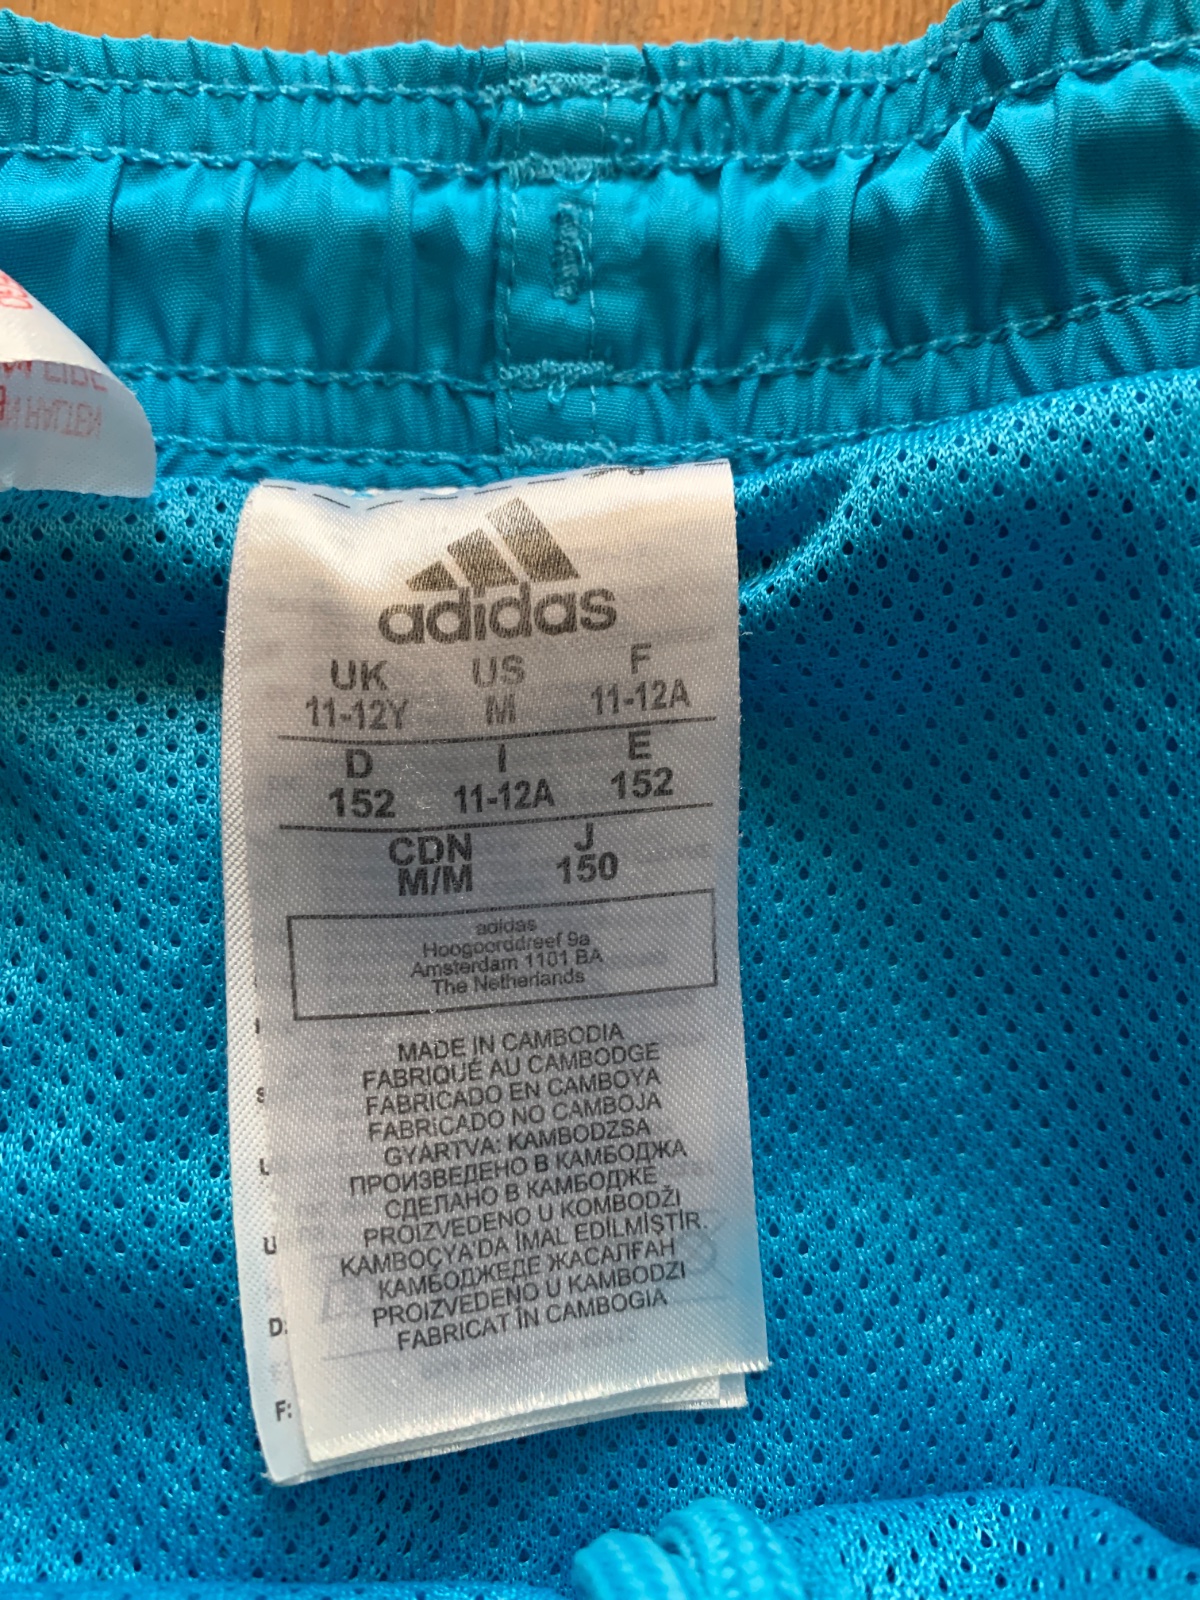 HALTEN
adidas
UK US F
11-12Y M 11-12A
D I E
152 11-12A 152
CDN J
M/M 150
adidas
Hoogoorddreef 9a
Amsterdam 1101 BA
The Netherlands
MADE IN CAMBODIA
FABRIQUÉ AU CAMBODGE
FABRICADO EN CAMBOYA
FABRICADO NO CAMBOJA
GYÁRTVA: KAMBODZSA
ПРОИЗВЕДЕНО В КАМБОДЖА
СДЕЛАНО В КАМБОДЖЕ
PROIZVEDENO U KOMBODŽI
KAMBOÇYA'DA İMAL EDİLMİŞTİR.
КАМБОДЖЕДЕ ЖАСАЛҒАН
PROIZVEDENO U KAMBODZI
FABRICAT ÎN CAMBOGIA
S
L
U
D:
F: